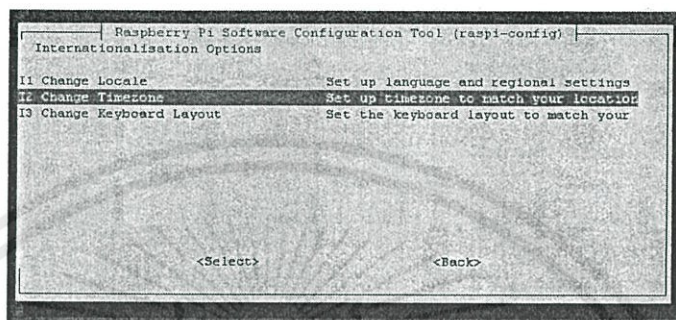 Raspberry Pi Software Configuration Tool (raspi-config)
Internationalisation Options
I1 Change Locale Set up language and regional settings
I2 Change Timezone Set up timezone to match your location
I3 Change Keyboard Layout Set the keyboard layout to match your
<Select> <Back>